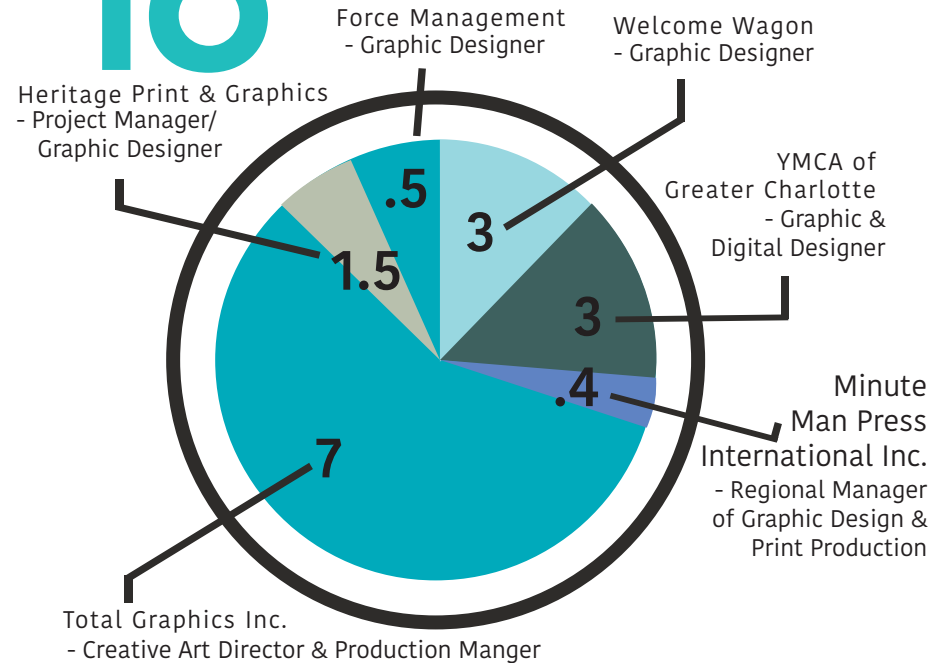 Force Management
- Graphic Designer
Welcome Wagon
- Graphic Designer
Heritage Print & Graphics
- Project Manager/
Graphic Designer
YMCA of
Greater Charlotte
- Graphic &
Digital Designer
.5
3
1.5
3
.4
7
Minute
Man Press
International Inc.
- Regional Manager
of Graphic Design &
Print Production
Total Graphics Inc.
- Creative Art Director & Production Manger